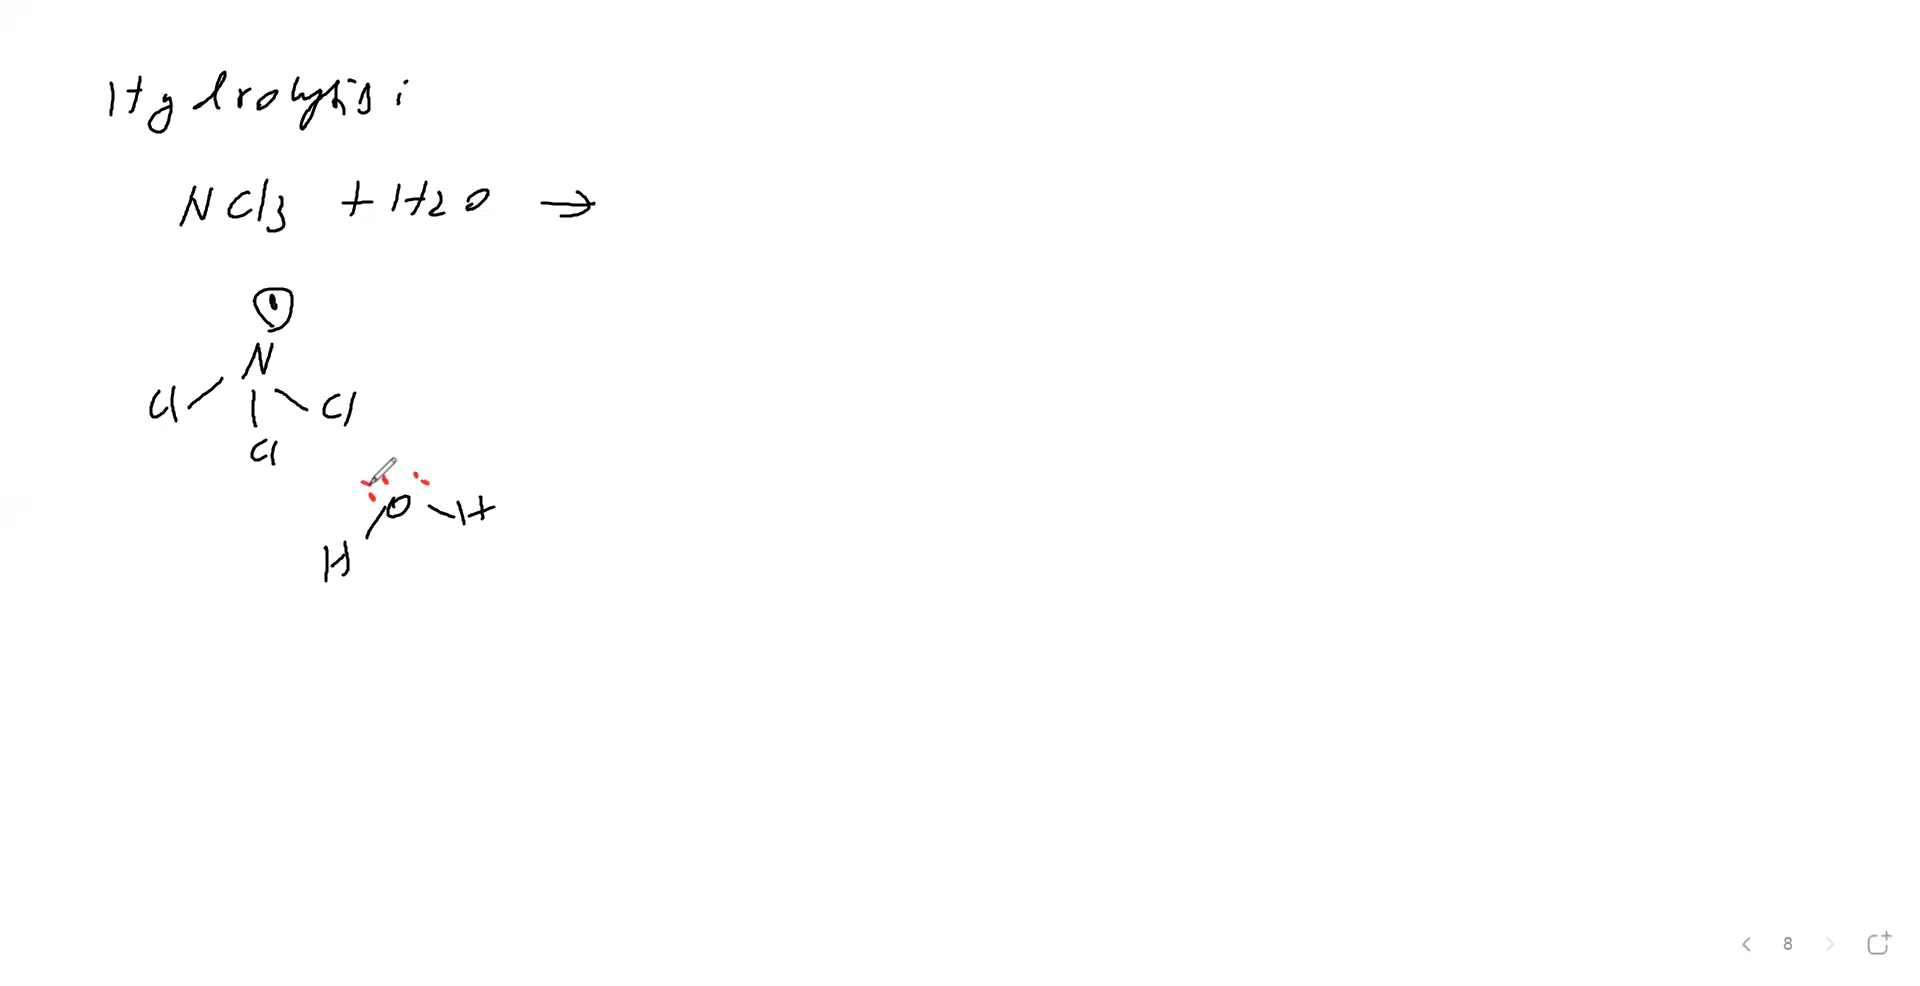 Hydrolysis :
NCl3 + H2O →
N
Cl Cl
Cl
O H
H
8